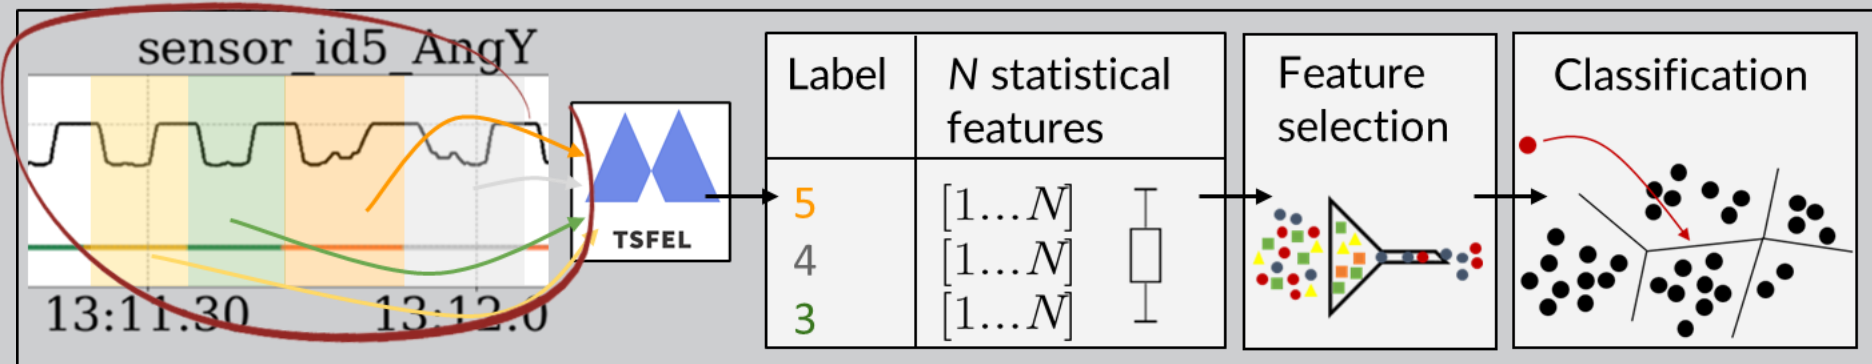 sensor_id5_AngY
13:11.30 13:12.0
TSFEL
Label
N statistical
features
5 [1...N]
4 [1...N]
3 [1...N]
Feature
selection
Classification